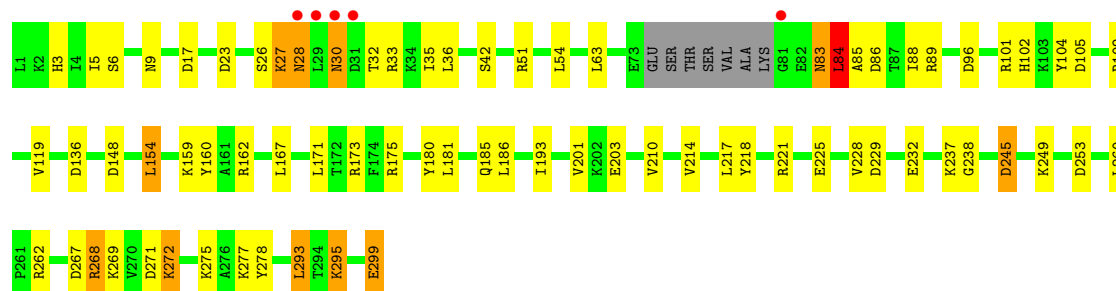 L1 K2 H3 I4 I5 S6 N9 D17 D23 S26 K27 N28 L29 N30 D31 T32 R33 K34 I35 L36 S42 R51 L54 L63 E73 GLU SER THR SER VAL ALA LYS G81 E82 N83 L84 A85 D86 T87 I88 R89 D96 R101 H102 K103 Y104 D105
V119 D136 D148 L154 K159 Y160 A161 R162 L167 L171 T172 R173 F174 R175 Y180 L181 Q185 L186 I193 V201 K202 E203 V210 V214 L217 Y218 R221 E225 V228 D229 E232 K237 G238 D245 K249 D253
P261 R262 D267 R268 K269 V270 D271 K272 K275 A276 K277 Y278 L293 T294 K295 E299